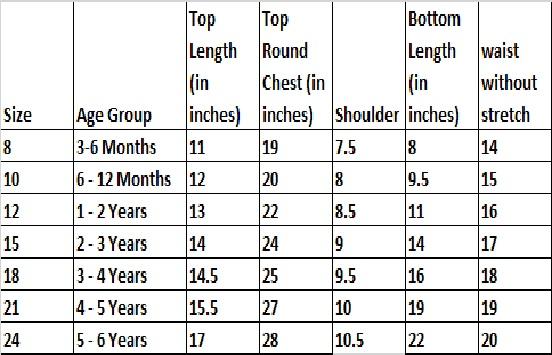 Size Age Group Top Length (in inches) Top Round Chest (in inches) Shoulder Bottom Length (in inches) waist without stretch
8 3-6 Months 11 19 7.5 8 14
10 6 - 12 Months 12 20 8 9.5 15
12 1 - 2 Years 13 22 8.5 11 16
15 2 - 3 Years 14 24 9 14 17
18 3 - 4 Years 14.5 25 9.5 16 18
21 4 - 5 Years 15.5 27 10 19 19
24 5 - 6 Years 17 28 10.5 22 20